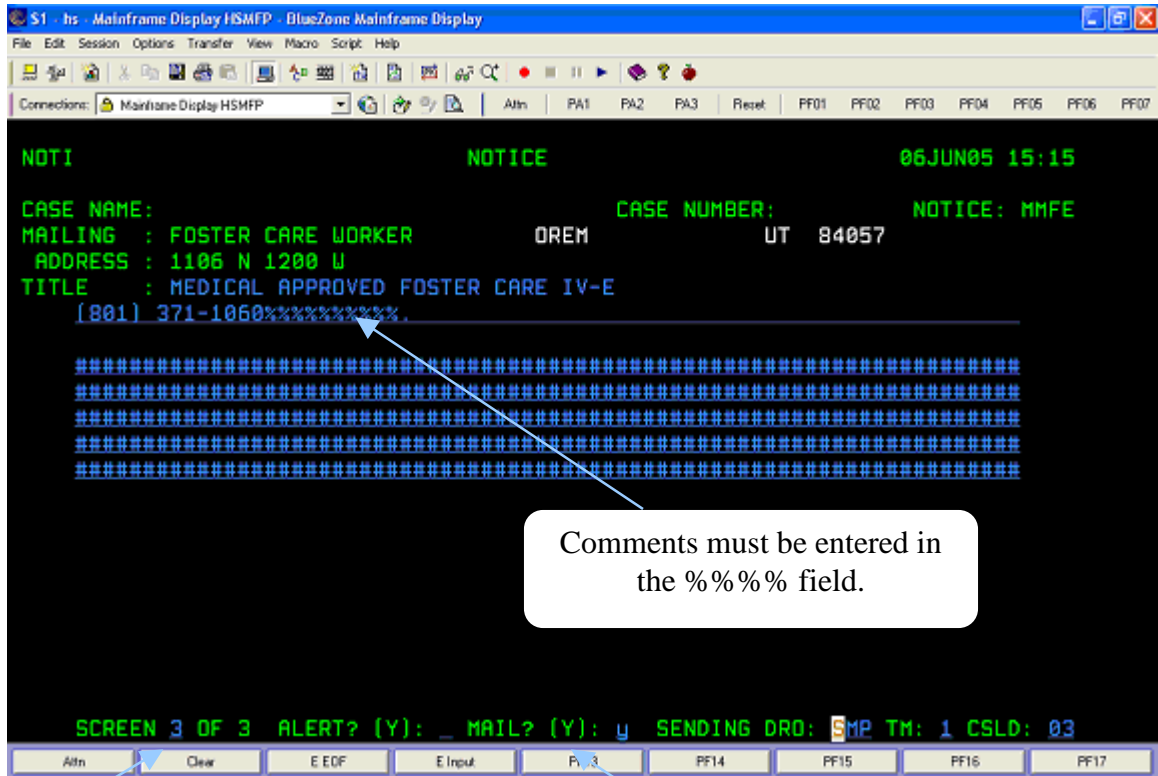 S1 - hs - Mainframe Display HSMFP - BlueZone Mainframe Display
File Edit Session Options Transfer View Macro Script Help
Connections: Mainframe Display HSMFP Attn PA1 PA2 PA3 Reset PF01 PF02 PF03 PF04 PF05 PF06 PF07
NOTI NOTICE 06JUN05 15:15
CASE NAME: CASE NUMBER: NOTICE: MMFE
MAILING : FOSTER CARE WORKER OREM UT 84057
ADDRESS : 1106 N 1200 W
TITLE : MEDICAL APPROVED FOSTER CARE IV-E
(801) 371-1060%%%%%%%%%%.
######################################################################
######################################################################
######################################################################
######################################################################
######################################################################
Comments must be entered in
the %%%% field.
SCREEN 3 OF 3 ALERT? (Y): _ MAIL? (Y): y SENDING DRO: SMP TM: 1 CSLD: 03
Attn Clear E EOF E Input PF14 PF15 PF16 PF17